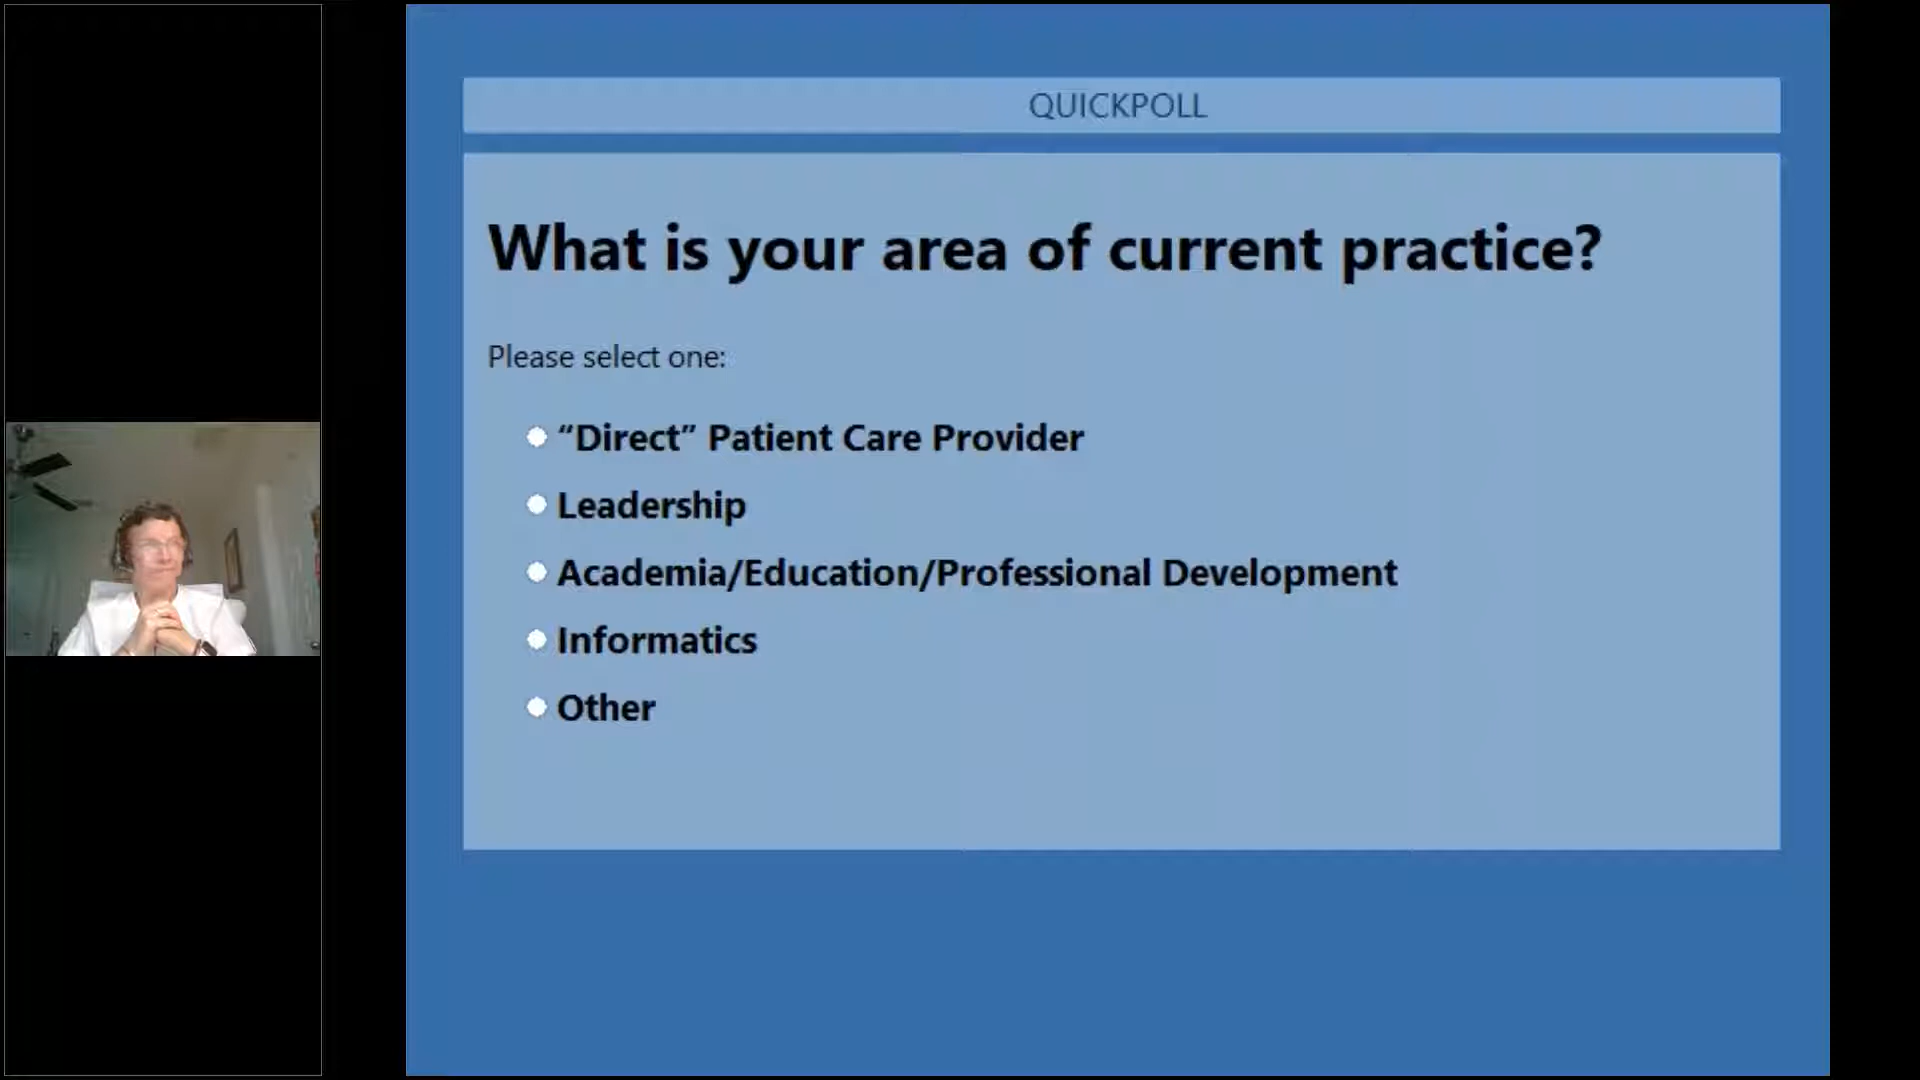 QUICKPOLL
What is your area of current practice?
Please select one:
“Direct” Patient Care Provider
Leadership
Academia/Education/Professional Development
Informatics
Other